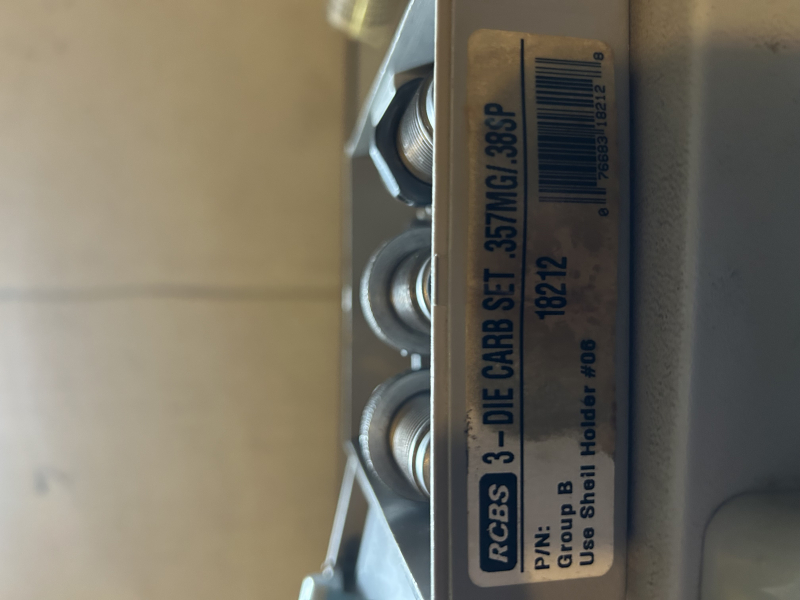 RCBS 3-DIE CARB SET .357MG/.38SP
P/N: 18212
Group B
Use Shell Holder #06
0 76683 18212 8